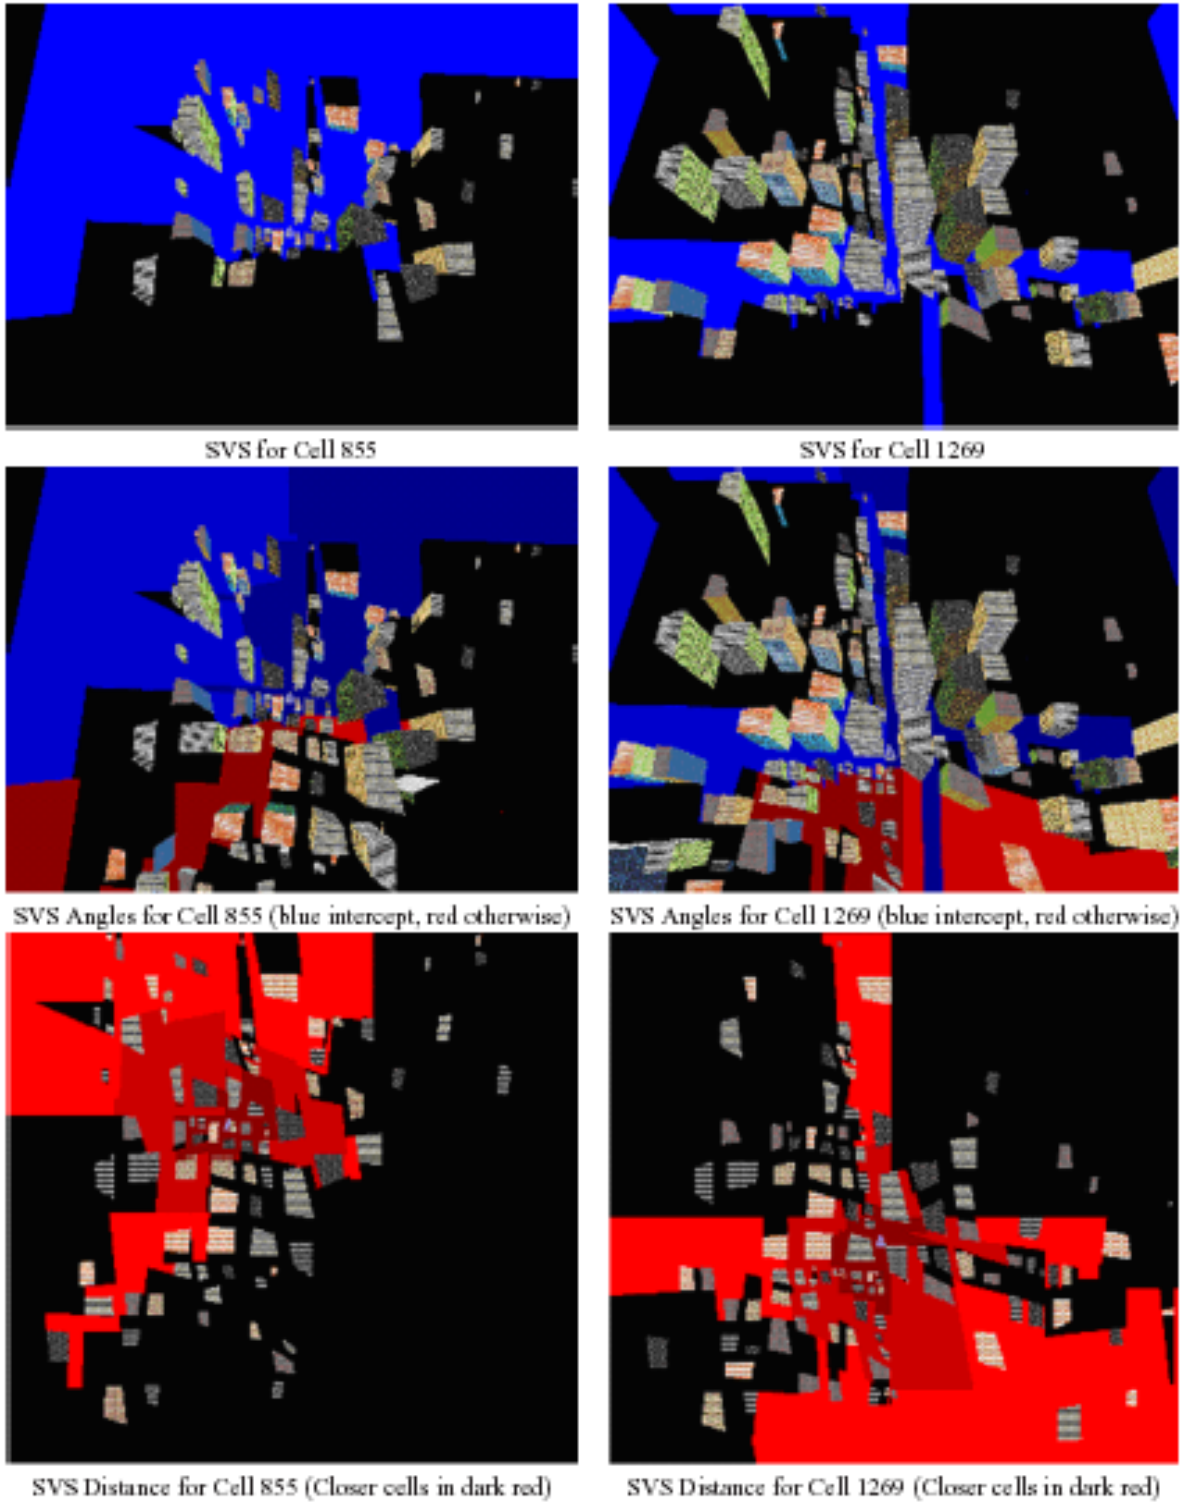 SVS for Cell 855
SVS for Cell 1269
SVS Angles for Cell 855 (blue intercept, red otherwise)
SVS Angles for Cell 1269 (blue intercept, red otherwise)
SVS Distance for Cell 855 (Closer cells in dark red)
SVS Distance for Cell 1269 (Closer cells in dark red)